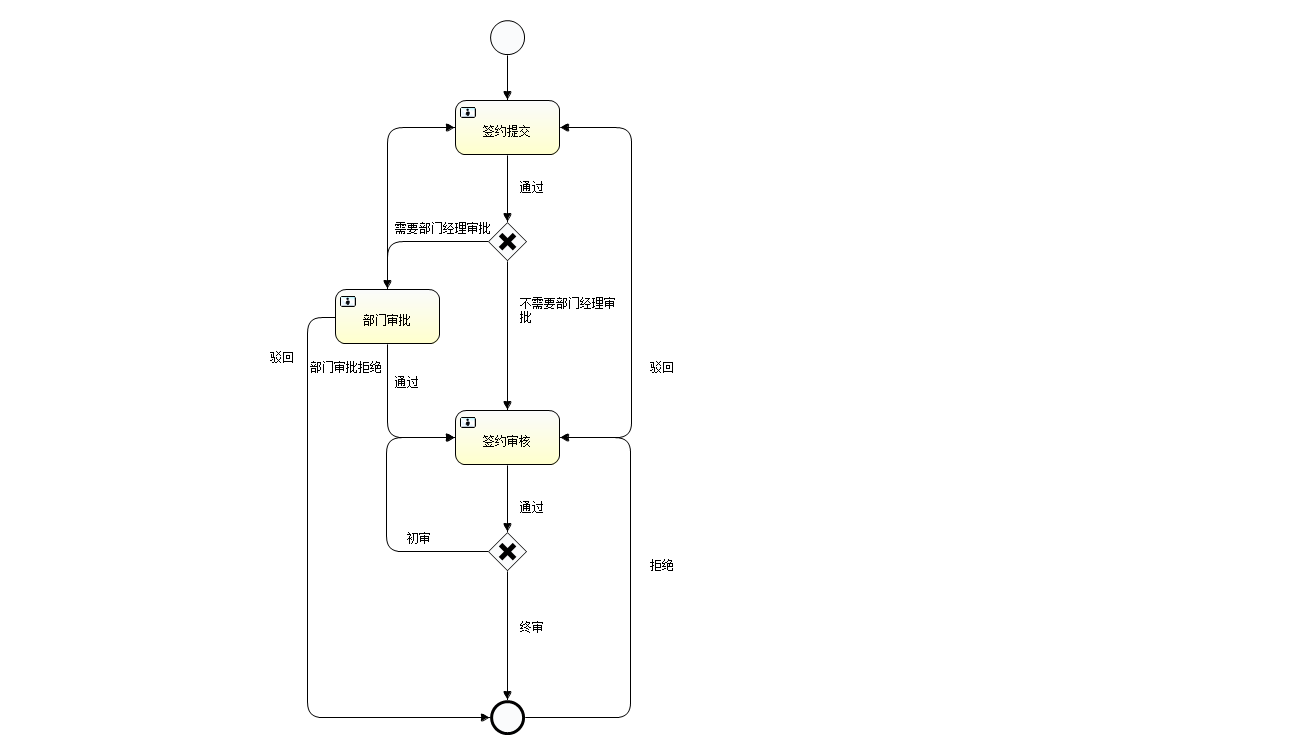 签约提交
通过
需要部门经理审批
不需要部门经理审
批
部门审批
驳回
部门审批拒绝
通过
驳回
签约审核
通过
初审
拒绝
终审